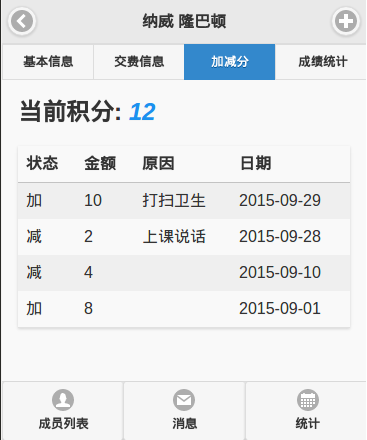 纳威 隆巴顿
基本信息 交费信息 加减分 成绩统计
当前积分: 12
状态 金额 原因 日期
加 10 打扫卫生 2015-09-29
减 2 上课说话 2015-09-28
减 4 2015-09-10
加 8 2015-09-01
成员列表 消息 统计